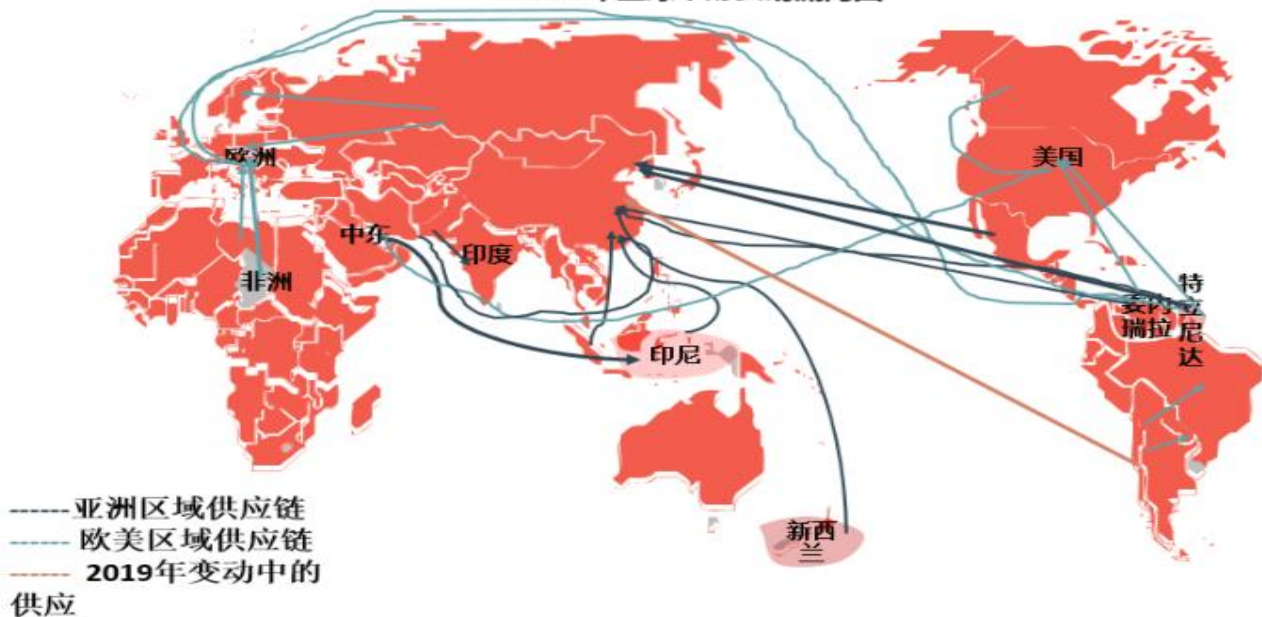 欧洲
美国
中东
印度
非洲
特立尼达
委内
瑞拉
印尼
新西
兰
亚洲区域供应链
欧美区域供应链
2019年变动中的
供应